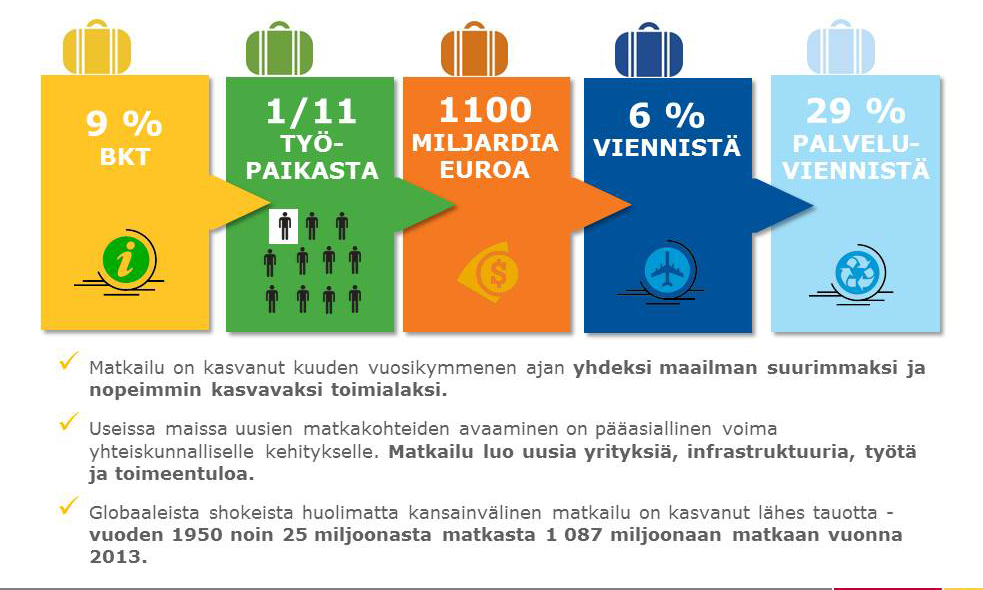 9 %
BKT
1/11
TYÖ-
PAIKASTA
1100
MILJARDIA
EUROA
6 %
VIENNISTÄ
29 %
PALVELU-
VIENNISTÄ
i
$
Matkailu on kasvanut kuuden vuosikymmenen ajan yhdeksi maailman suurimmaksi ja
nopeimmin kasvavaksi toimialaksi.
Useissa maissa uusien matkakohteiden avaaminen on pääasiallinen voima
yhteiskunnalliselle kehitykselle. Matkailu luo uusia yrityksiä, infrastruktuuria, työtä
ja toimeentuloa.
Globaaleista shokeista huolimatta kansainvälinen matkailu on kasvanut lähes tauotta -
vuoden 1950 noin 25 miljoonasta matkasta 1 087 miljoonaan matkaan vuonna
2013.